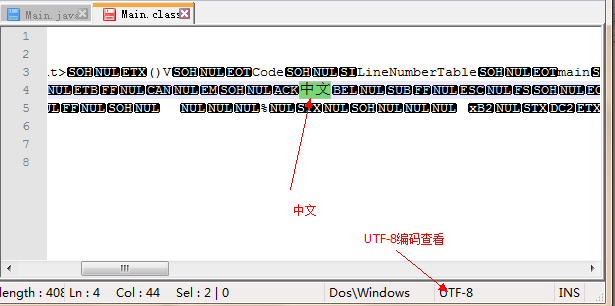 Main.java
Main.class
1
2
3 it>SOHNULETX()VSOHNULEOTCodeSOHNULSILineNumberTableSOHNULEOTmainS
4 NULETBFFNULCANNULEMSOHNULACK中文BELNULSUBFFNULESCNULFSSOHNULE
5 ULFFNULSOHNUL NULNULNUL%NULSTXNULSOHNULNULNUL xB2NULSTXDC2ETX
6
7
8
中文
UTF-8编码查看
length : 408 Ln : 4 Col : 44 Sel : 2 | 0 Dos\Windows UTF-8 INS